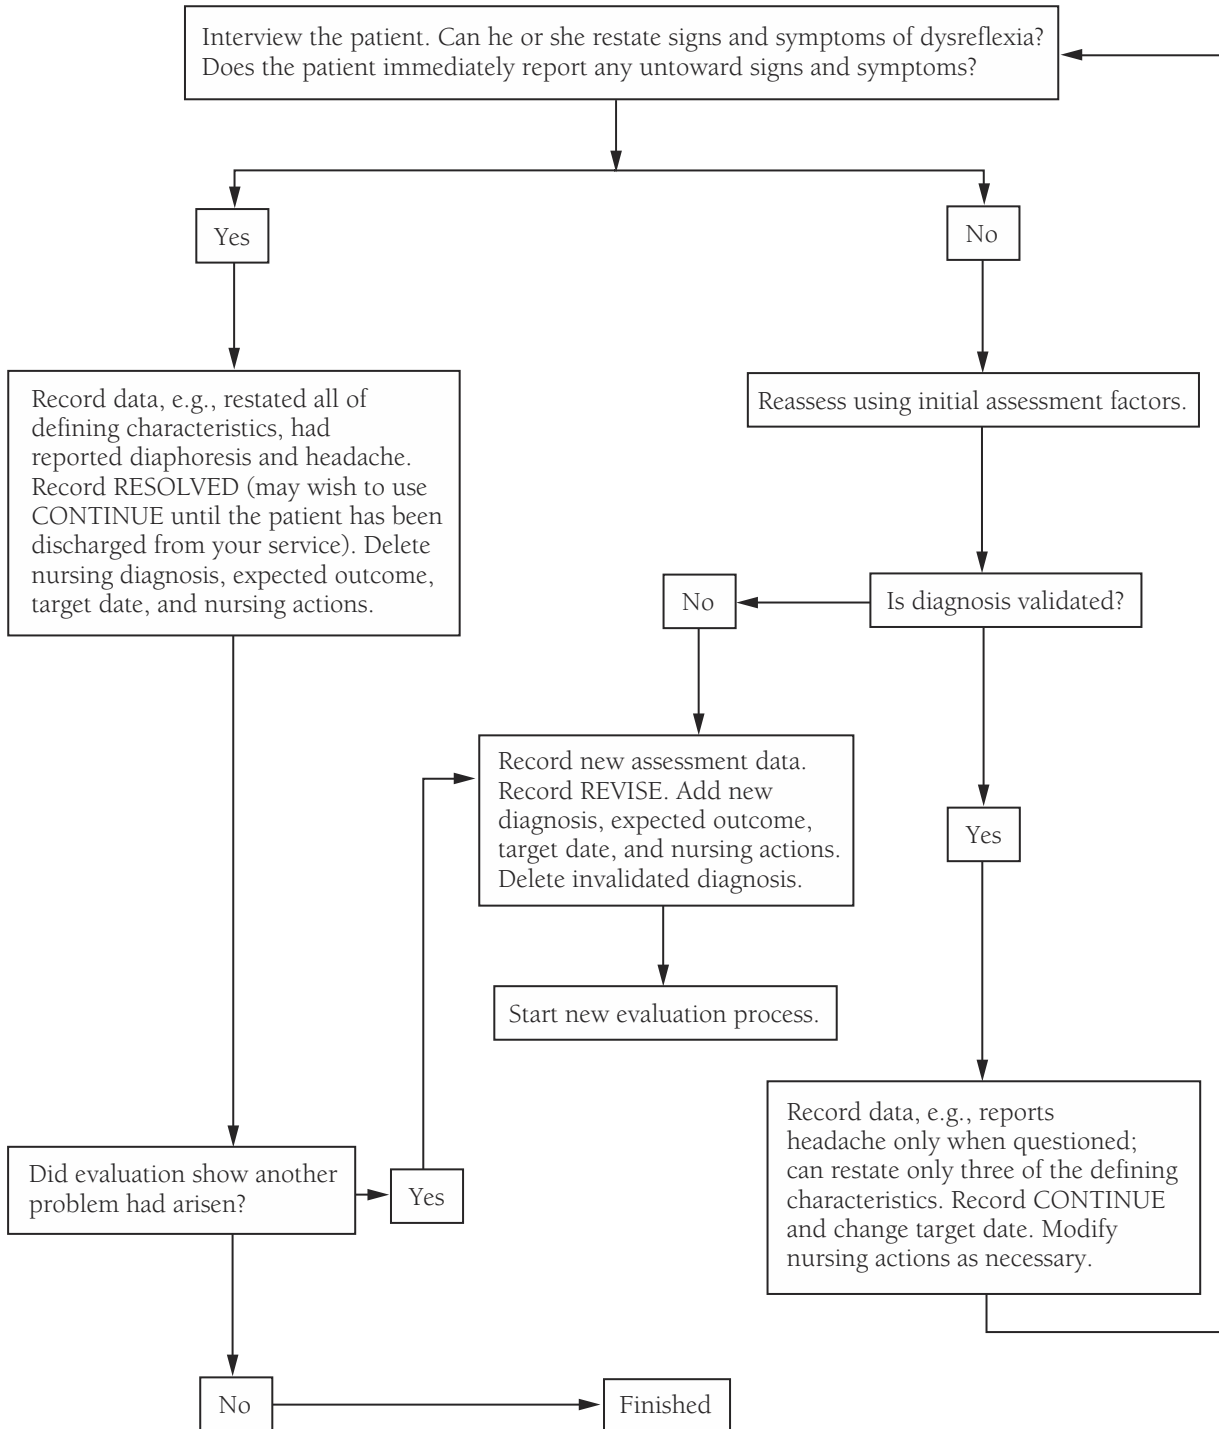 Interview the patient. Can he or she restate signs and symptoms of dysreflexia?
Does the patient immediately report any untoward signs and symptoms?
Yes
No
Record data, e.g., restated all of
defining characteristics, had
reported diaphoresis and headache.
Record RESOLVED (may wish to use
CONTINUE until the patient has been
discharged from your service). Delete
nursing diagnosis, expected outcome,
target date, and nursing actions.
Reassess using initial assessment factors.
No
Is diagnosis validated?
Record new assessment data.
Record REVISE. Add new
diagnosis, expected outcome,
target date, and nursing actions.
Delete invalidated diagnosis.
Yes
Start new evaluation process.
Record data, e.g., reports
headache only when questioned;
can restate only three of the defining
characteristics. Record CONTINUE
and change target date. Modify
nursing actions as necessary.
Did evaluation show another
problem had arisen?
Yes
No
Finished